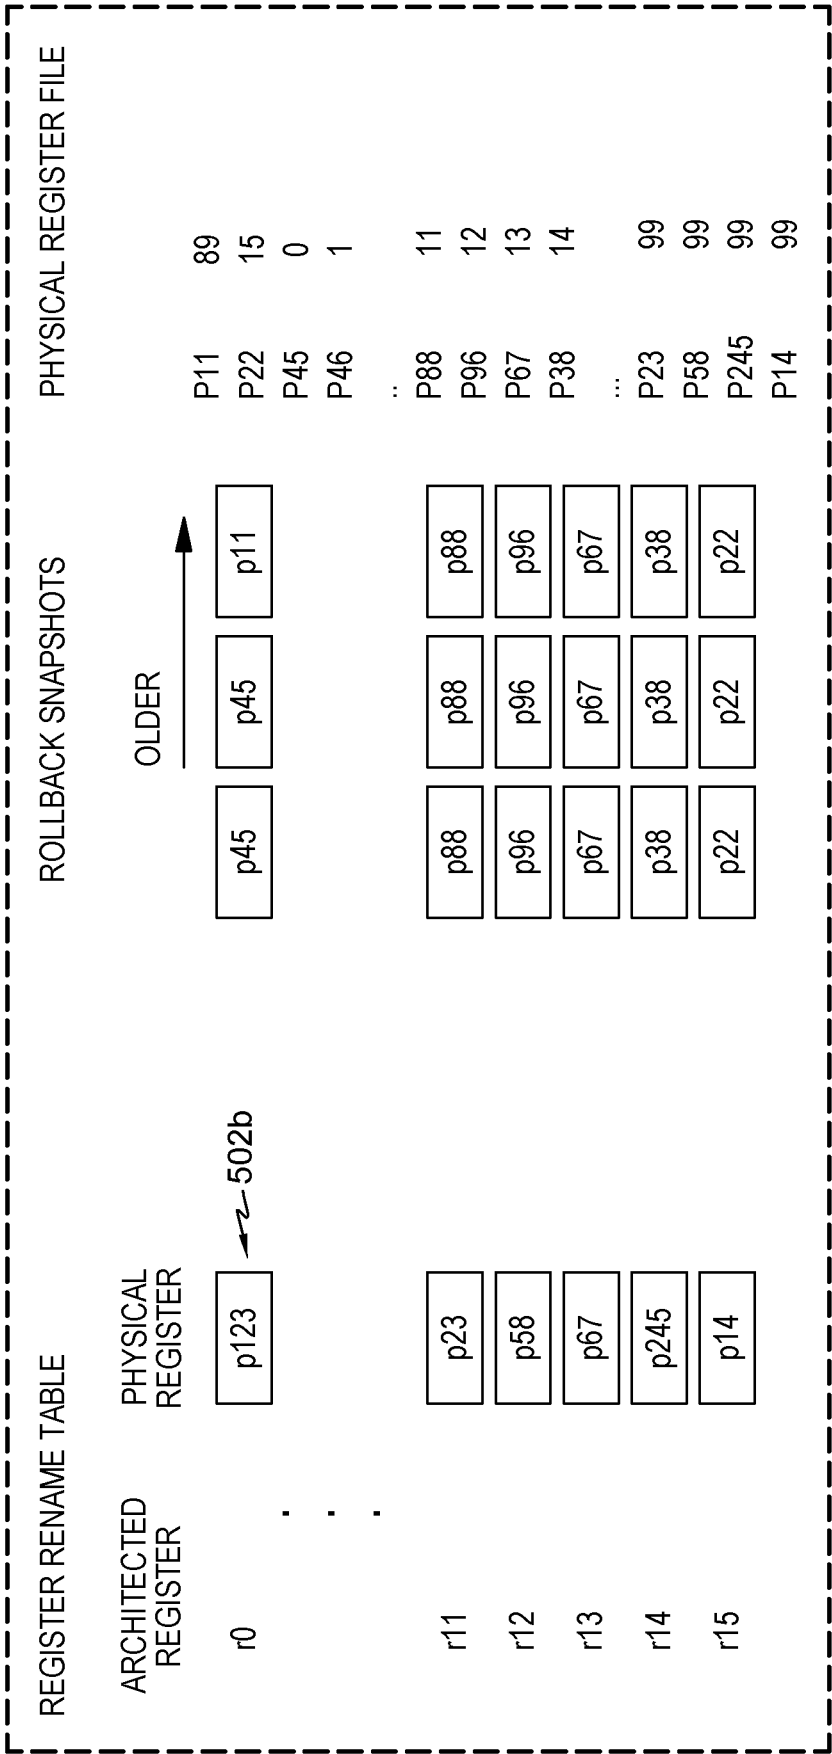 REGISTER RENAME TABLE
ROLLBACK SNAPSHOTS
PHYSICAL REGISTER FILE
ARCHITECTED
REGISTER
PHYSICAL
REGISTER
OLDER
502b
r0 p123 p45 p45 p11
.
.
.
r11 p23 p88 p88 p88
r12 p58 p96 p96 p96
r13 p67 p67 p67 p67
r14 p245 p38 p38 p38
r15 p14 p22 p22 p22
P11 89
P22 15
P45 0
P46 1
..
P88 11
P96 12
P67 13
P38 14
...
P23 99
P58 99
P245 99
P14 99